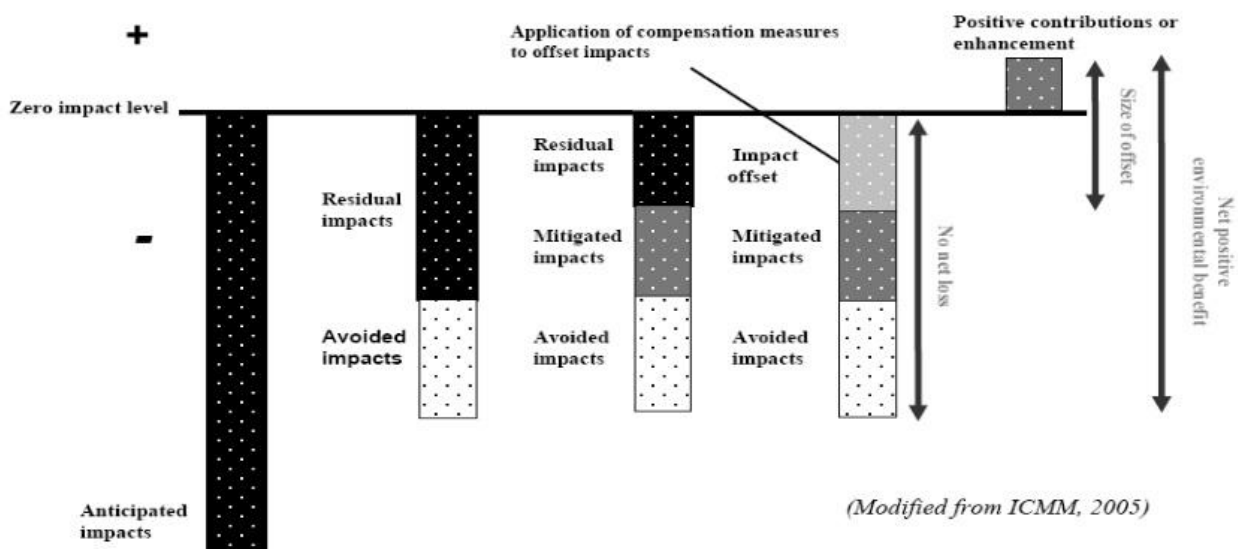 +
Zero impact level
-
Anticipated
impacts
Residual
impacts
Avoided
impacts
Residual
impacts
Mitigated
impacts
Avoided
impacts
Application of compensation measures
to offset impacts
Impact
offset
Mitigated
impacts
Avoided
impacts
No net loss
Positive contributions or
enhancement
Size of offset
Net positive
environmental benefit
(Modified from ICMM, 2005)